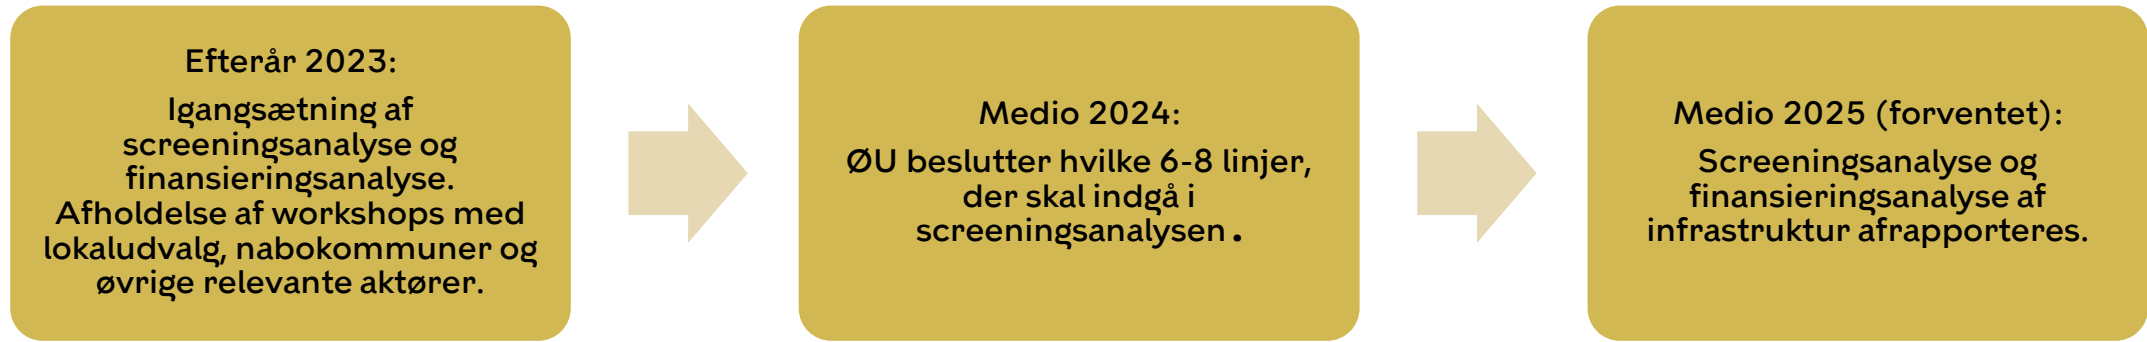 Efterår 2023:
Igangsætning af
screeningsanalyse og
finansieringsanalyse.
Afholdelse af workshops med
lokaludvalg, nabokommuner og
øvrige relevante aktører.
Medio 2024:
ØU beslutter hvilke 6-8 linjer,
der skal indgå i
screeningsanalysen.
Medio 2025 (forventet):
Screeningsanalyse og
finansieringsanalyse af
infrastruktur afrapporteres.